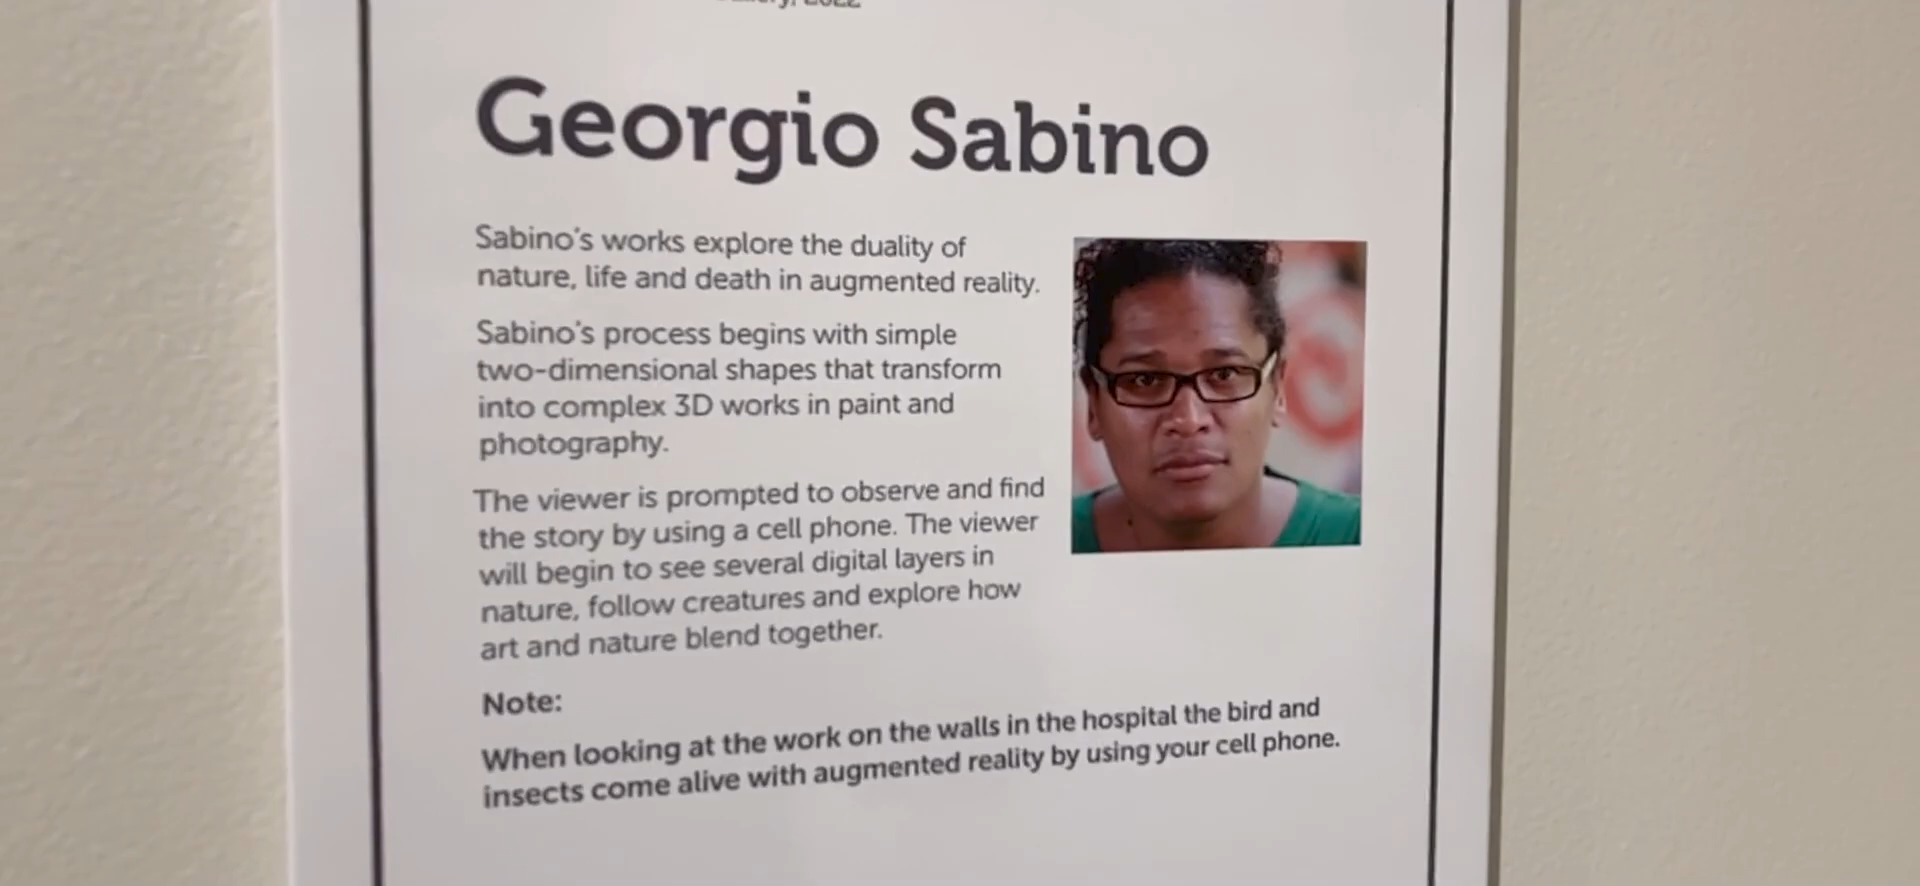 2022
Georgio Sabino
Sabino's works explore the duality of
nature, life and death in augmented reality.
Sabino's process begins with simple
two-dimensional shapes that transform
into complex 3D works in paint and
photography.
The viewer is prompted to observe and find
the story by using a cell phone. The viewer
will begin to see several digital layers in
nature, follow creatures and explore how
art and nature blend together.
Note:
When looking at the work on the walls in the hospital the bird and
insects come alive with augmented reality by using your cell phone.